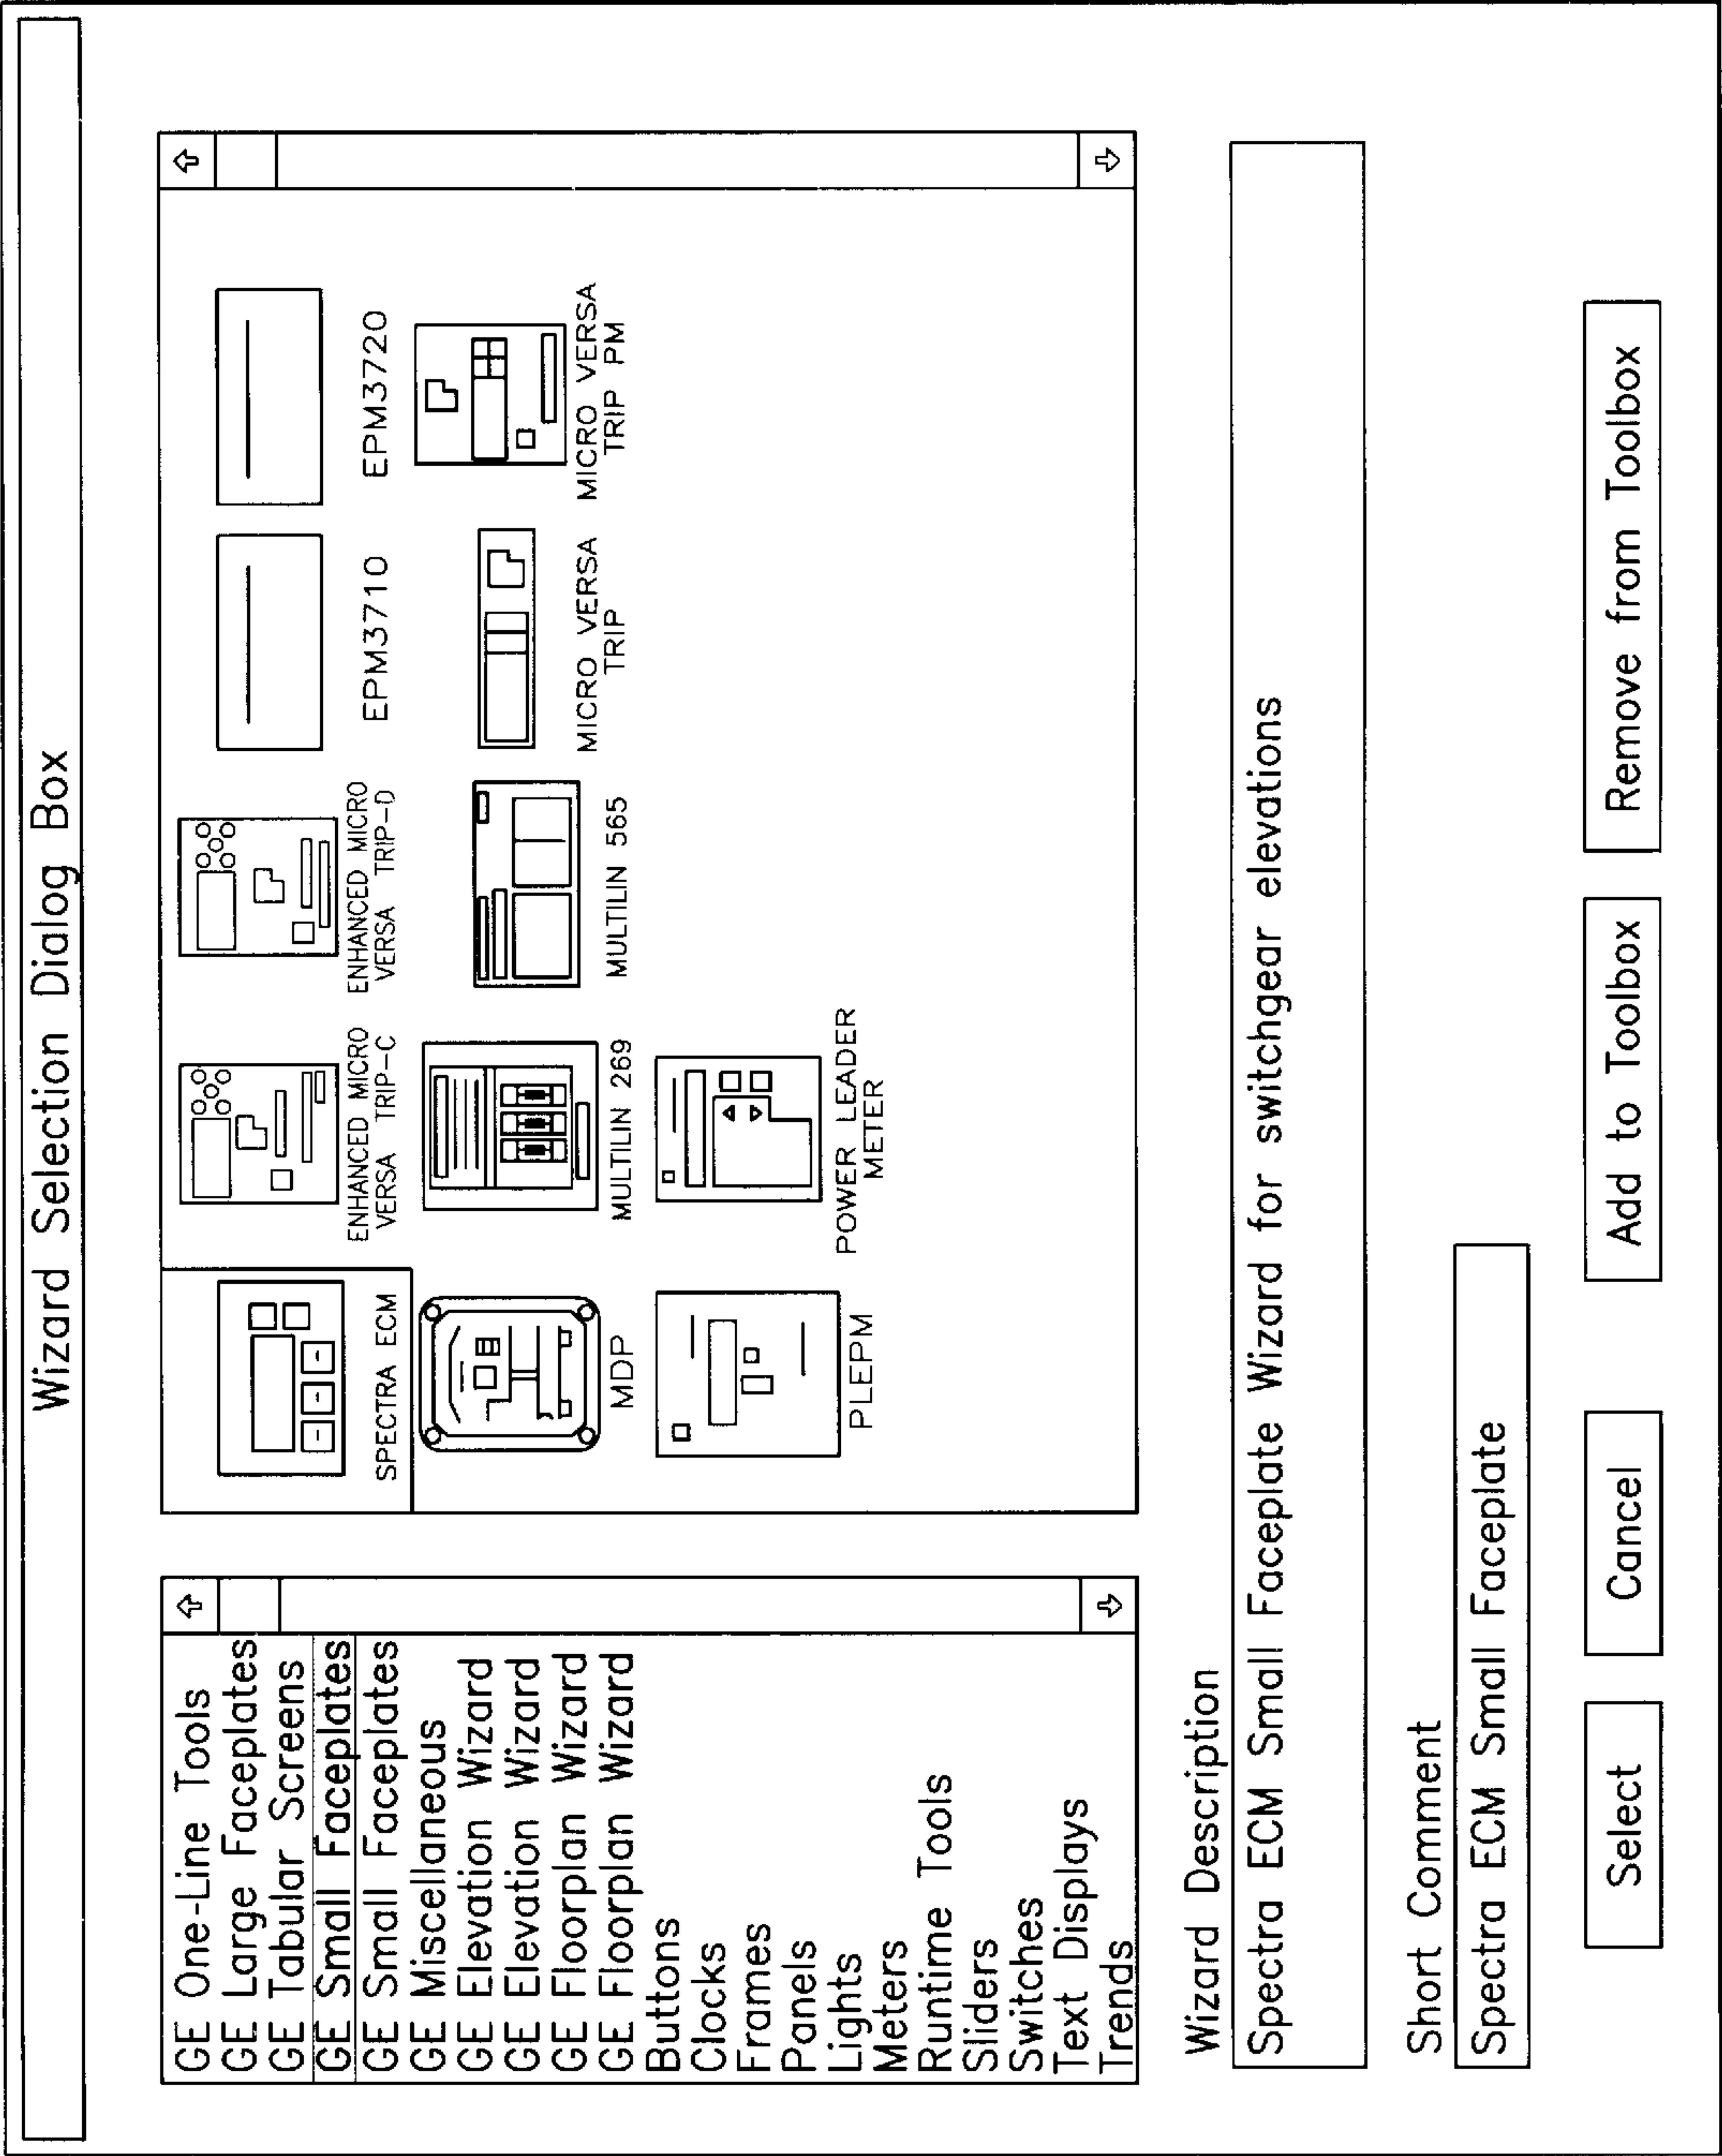 Wizard Selection Dialog Box
GE One-Line Tools
GE Large Faceplates
GE Tabular Screens
GE Small Faceplates
GE Small Faceplates
GE Miscellaneous
GE Elevation Wizard
GE Elevation Wizard
GE Floorplan Wizard
GE Floorplan Wizard
Buttons
Clocks
Frames
Panels
Lights
Meters
Runtime Tools
Sliders
Switches
Text Displays
Trends
SPECTRA ECM
ENHANCED MICRO
VERSA TRIP-C
ENHANCED MICRO
VERSA TRIP-D
EPM3710
EPM3720
MDP
MULTILIN 269
MULTILIN 565
MICRO VERSA
TRIP
MICRO VERSA
TRIP PM
PLEPM
POWER LEADER
METER
Wizard Description
Spectra ECM Small Faceplate Wizard for switchgear elevations
Short Comment
Spectra ECM Small Faceplate
Select
Cancel
Add to Toolbox
Remove from Toolbox